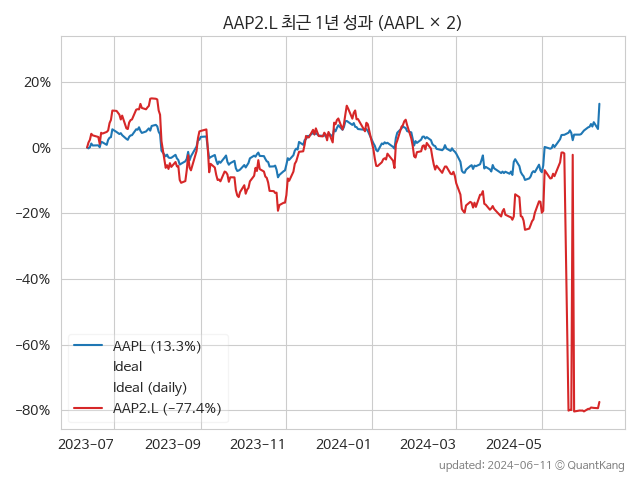 AAP2.L 최근 1년 성과 (AAPL × 2)
20%
0%
−20%
−40%
−60%
−80%
AAPL (13.3%)
Ideal
Ideal (daily)
AAP2.L (−77.4%)
2023−07 2023−09 2023−11 2024−01 2024−03 2024−05
updated: 2024−06−11 © QuantKang